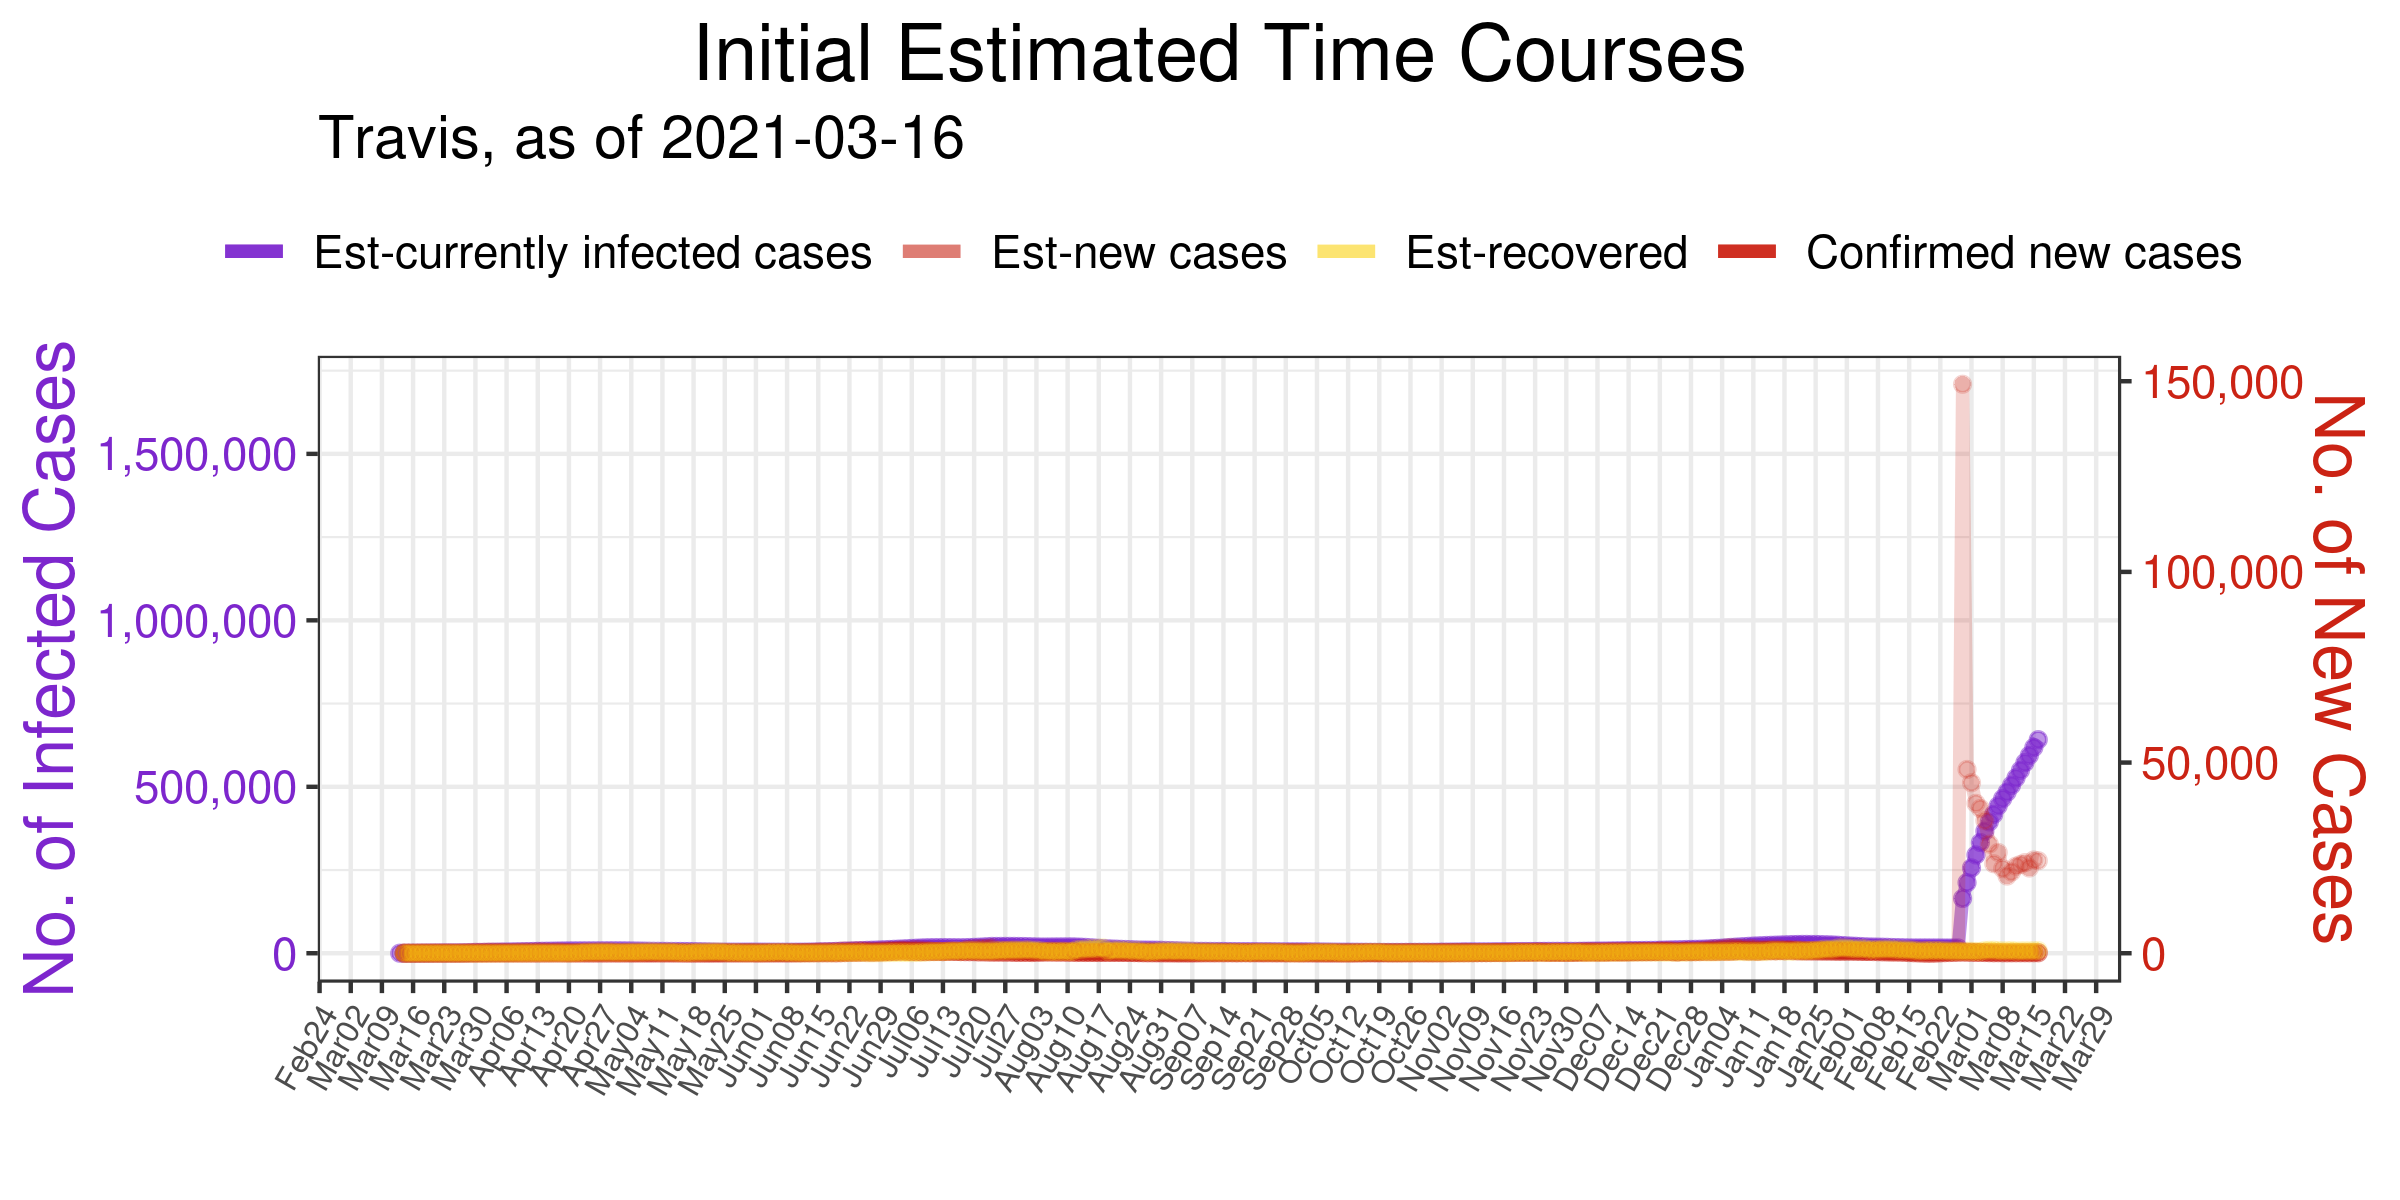 Initial Estimated Time Courses
Travis, as of 2021-03-16
Est-currently infected cases Est-new cases Est-recovered Confirmed new cases
No. of Infected Cases
1,500,000
1,000,000
500,000
0
150,000
100,000
50,000
0
No. of New Cases
Feb24 Mar02 Mar09 Mar16 Mar23 Mar30 Apr06 Apr13 Apr20 Apr27 May04 May11 May18 May25 Jun01 Jun08 Jun15 Jun22 Jun29 Jul06 Jul13 Jul20 Jul27 Aug03 Aug10 Aug17 Aug24 Aug31 Sep07 Sep14 Sep21 Sep28 Oct05 Oct12 Oct19 Oct26 Nov02 Nov09 Nov16 Nov23 Nov30 Dec07 Dec14 Dec21 Dec28 Jan04 Jan11 Jan18 Jan25 Feb01 Feb08 Feb15 Feb22 Mar01 Mar08 Mar15 Mar22 Mar29